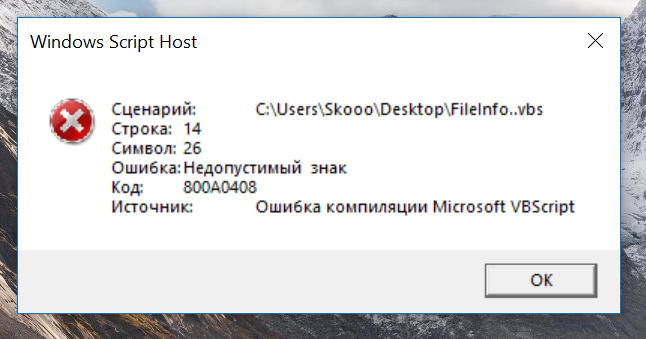 Windows Script Host
Сценарий: C:\Users\Skooo\Desktop\FileInfo..vbs
Строка: 14
Символ: 26
Ошибка: Недопустимый знак
Код: 800A0408
Источник: Ошибка компиляции Microsoft VBScript
OK